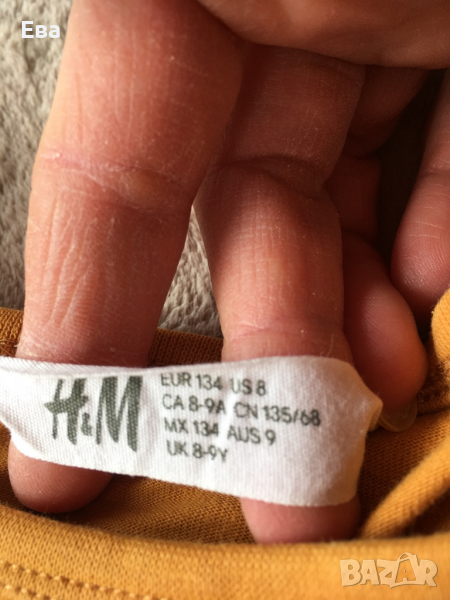 Ева
H&M
EUR 134 US 8
CA 8-9A CN 135/68
MX 134 AUS 9
UK 8-9Y
BAZAR